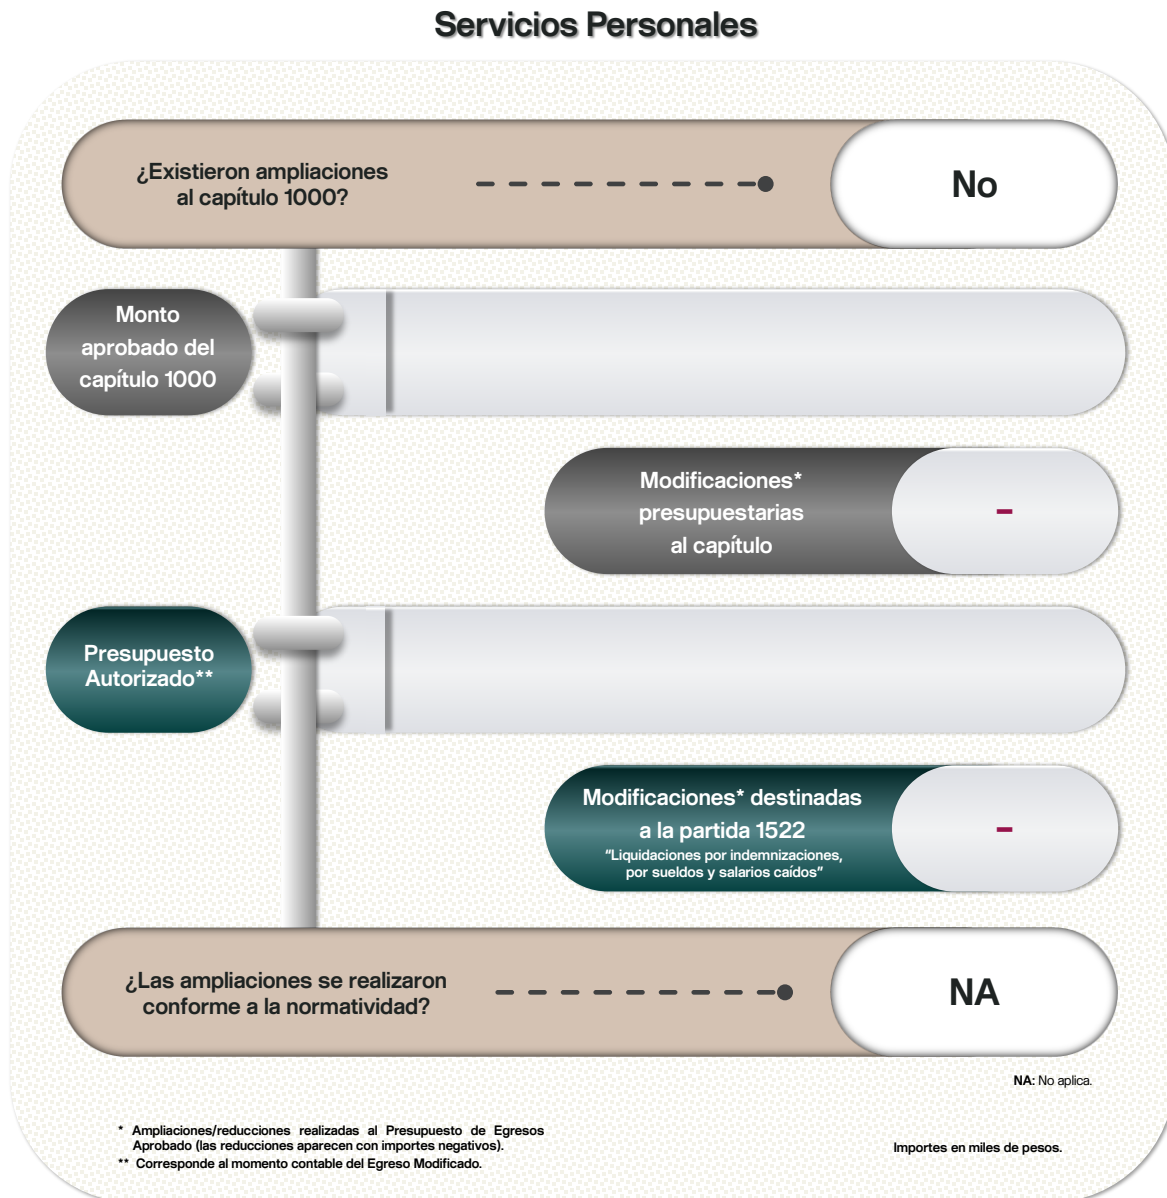 Servicios Personales
¿Existieron ampliaciones
al capítulo 1000?
No
Monto
aprobado del
capítulo 1000
Modificaciones*
presupuestarias
al capítulo
-
Presupuesto
Autorizado**
Modificaciones* destinadas
a la partida 1522
"Liquidaciones por indemnizaciones,
por sueldos y salarios caídos"
-
¿Las ampliaciones se realizaron
conforme a la normatividad?
NA
NA: No aplica.
* Ampliaciones/reducciones realizadas al Presupuesto de Egresos
Aprobado (las reducciones aparecen con importes negativos).
** Corresponde al momento contable del Egreso Modificado.
Importes en miles de pesos.